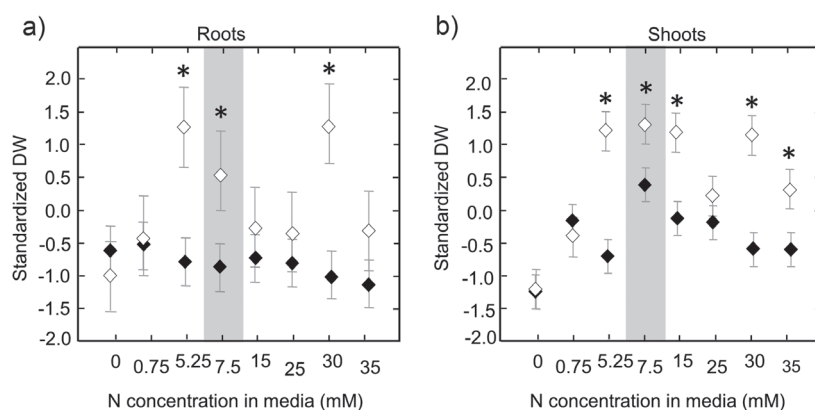 a)
Roots
Standardized DW
2.0
1.5
1.0
0.5
0.0
-0.5
-1.0
-1.5
-2.0
* * *
0 0.75 5.25 7.5 15 25 30 35
N concentration in media (mM)
b)
Shoots
Standardized DW
2.0
1.5
1.0
0.5
0.0
-0.5
-1.0
-1.5
-2.0
* * * * *
0 0.75 5.25 7.5 15 25 30 35
N concentration in media (mM)